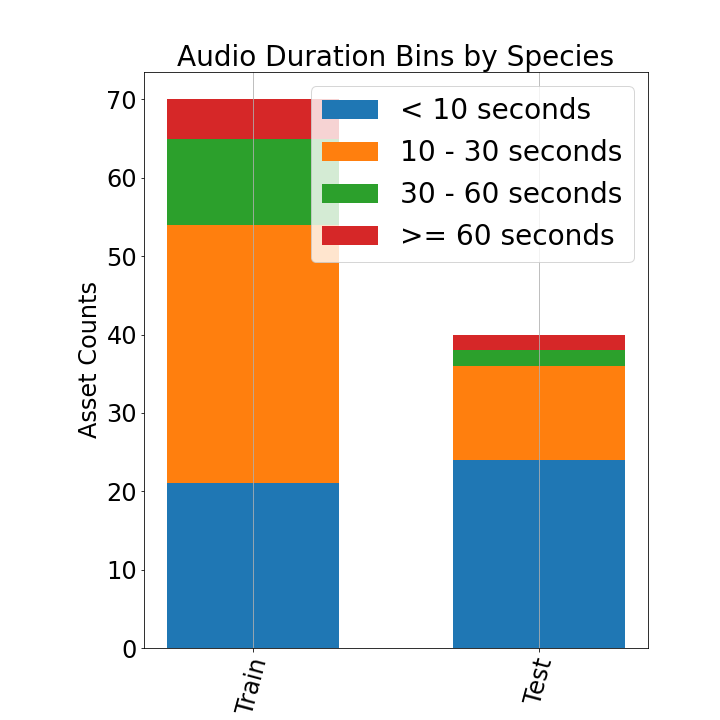 Audio Duration Bins by Species
< 10 seconds
10 - 30 seconds
30 - 60 seconds
>= 60 seconds
Asset Counts
70
60
50
40
30
20
10
0
Train
Test